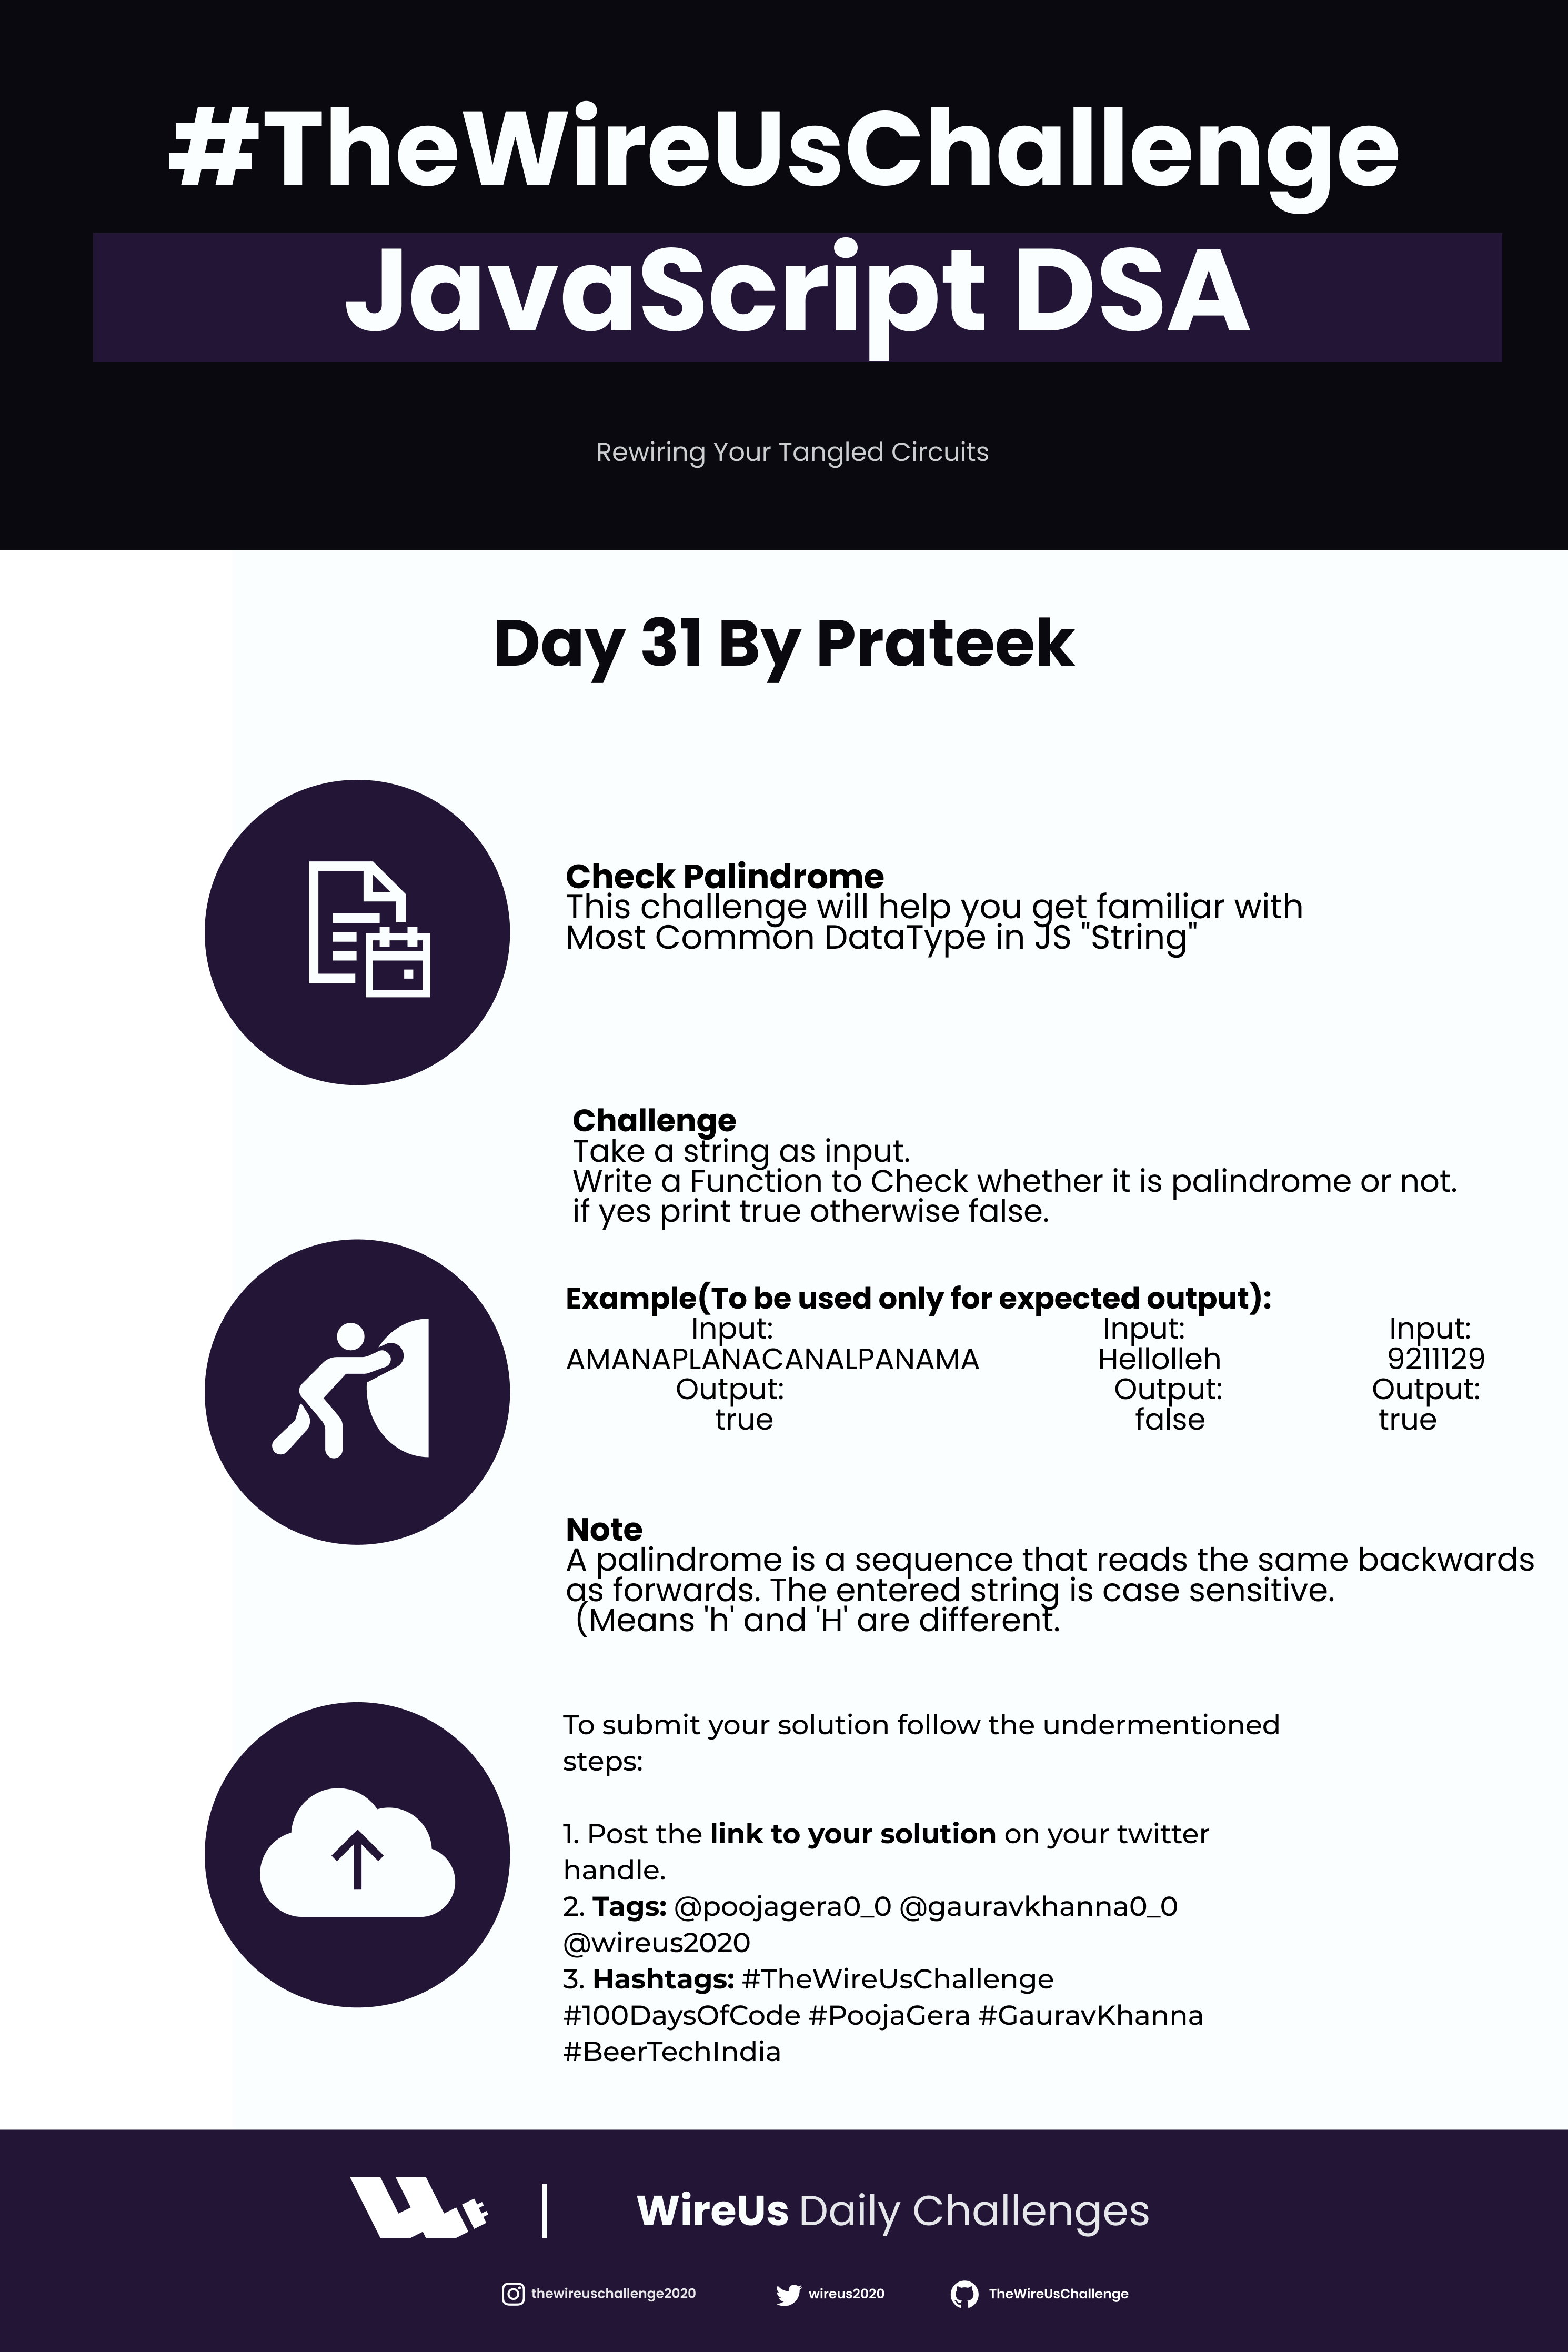 #TheWireUsChallenge
JavaScript DSA
Rewiring Your Tangled Circuits
Day 31 By Prateek
Check Palindrome
This challenge will help you get familiar with
Most Common DataType in JS "String"
Challenge
Take a string as input.
Write a Function to Check whether it is palindrome or not.
if yes print true otherwise false.
Example(To be used only for expected output):
Input: Input: Input:
AMANAPLANACANALPANAMA Hellolleh 9211129
Output: Output: Output:
true false true
Note
A palindrome is a sequence that reads the same backwards
as forwards. The entered string is case sensitive.
(Means 'h' and 'H' are different.
To submit your solution follow the undermentioned
steps:
1. Post the link to your solution on your twitter
handle.
2. Tags: @poojagera0_0 @gauravkhanna0_0
@wireus2020
3. Hashtags: #TheWireUsChallenge
#100DaysOfCode #PoojaGera #GauravKhanna
#BeerTechIndia
WireUs Daily Challenges
thewireuschallenge2020 wireus2020 TheWireUsChallenge